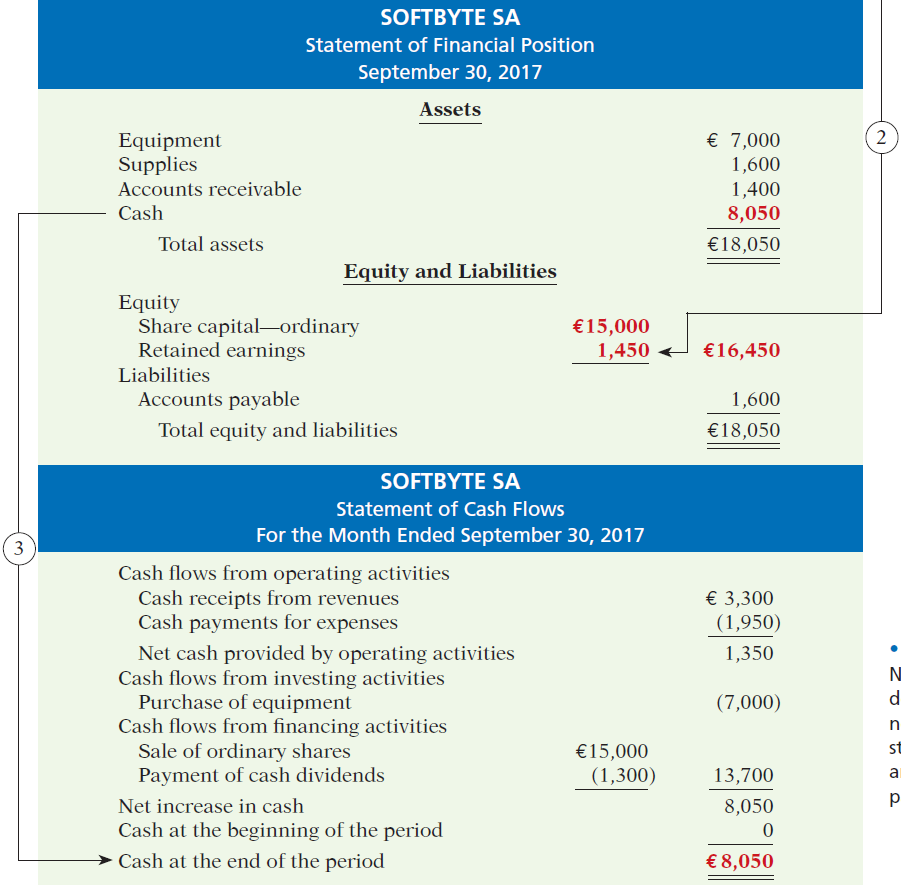 SOFTBYTE SA
Statement of Financial Position
September 30, 2017
Assets
Equipment € 7,000
2
Supplies 1,600
Accounts receivable 1,400
Cash 8,050
Total assets €18,050
Equity and Liabilities
Equity
Share capital—ordinary €15,000
Retained earnings 1,450 €16,450
Liabilities
Accounts payable 1,600
Total equity and liabilities €18,050
SOFTBYTE SA
Statement of Cash Flows
For the Month Ended September 30, 2017
3
Cash flows from operating activities
Cash receipts from revenues € 3,300
Cash payments for expenses (1,950)
Net cash provided by operating activities 1,350
Cash flows from investing activities
Purchase of equipment (7,000)
Cash flows from financing activities
Sale of ordinary shares €15,000
Payment of cash dividends (1,300) 13,700
Net increase in cash 8,050
Cash at the beginning of the period 0
Cash at the end of the period €8,050
•
N
d
n
st
p